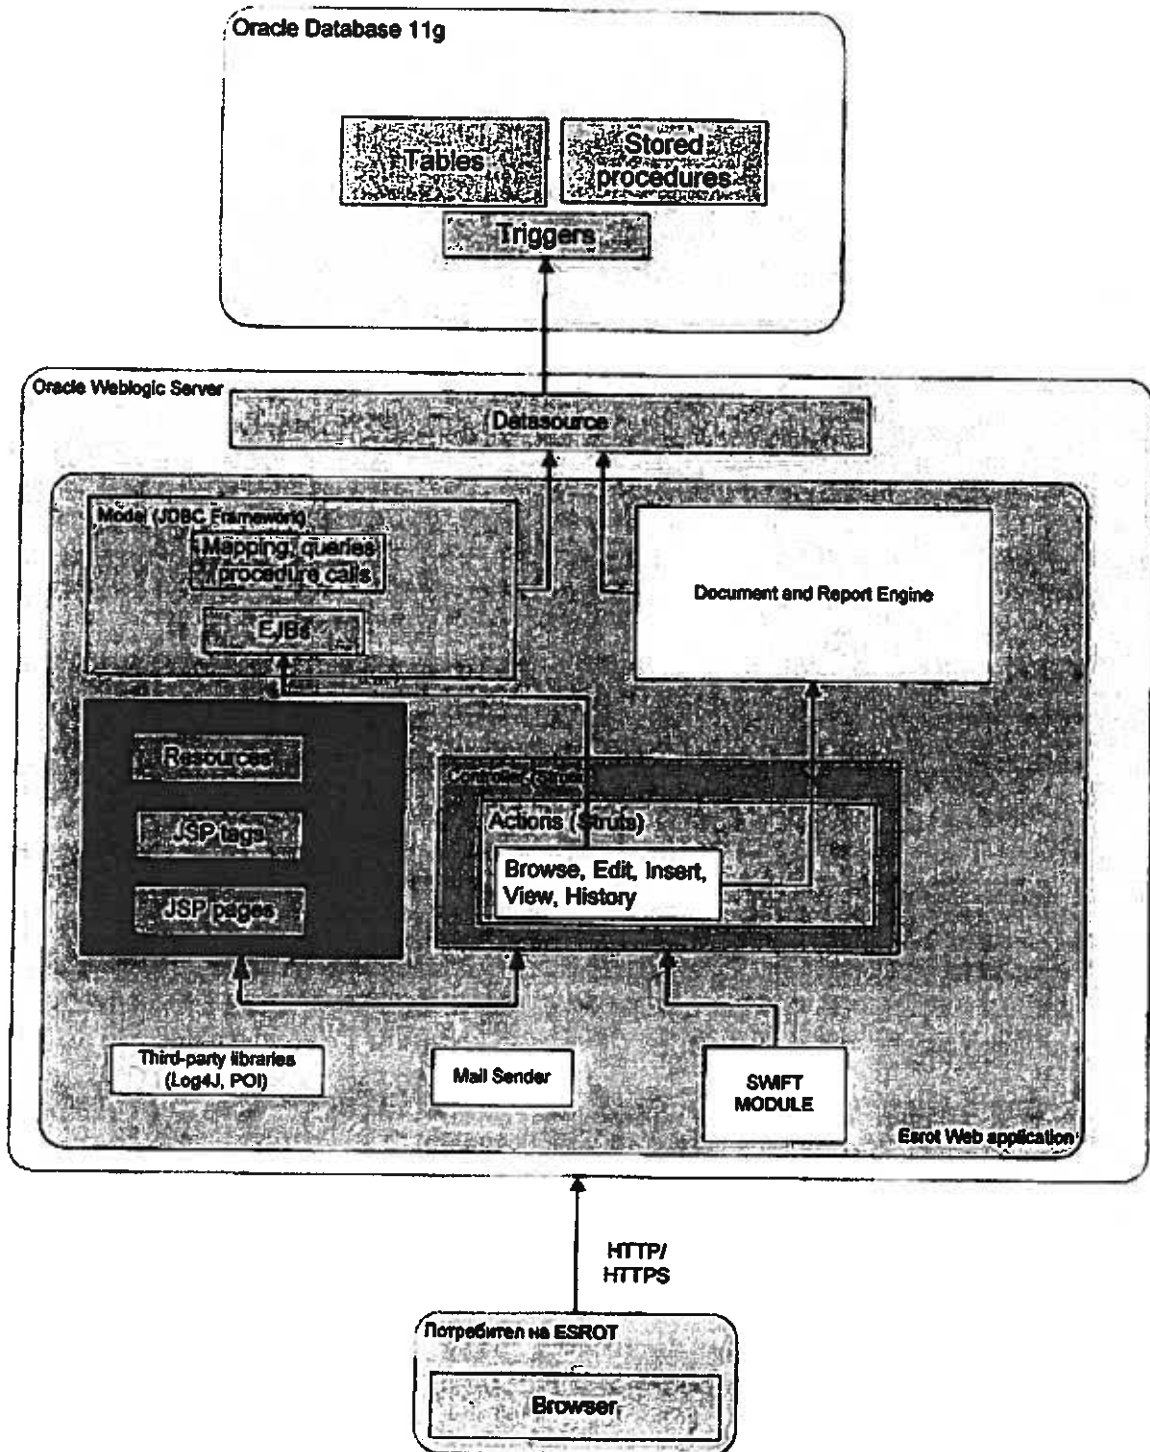 Oracle Database 11g
Tables
Stored
procedures
Triggers
Oracle Weblogic Server
Datasource
Model (JDBC Framework)
Mapping, queries
procedure calls
EJBs
Document and Report Engine
Resources
JSP tags
JSP pages
Controller (Struts)
Actions (Struts)
Browse, Edit, Insert,
View, History
Third-party libraries
(Log4J, POI)
Mail Sender
SWIFT
MODULE
Esrot Web application
HTTP/
HTTPS
Потребител на ESROT
Browser